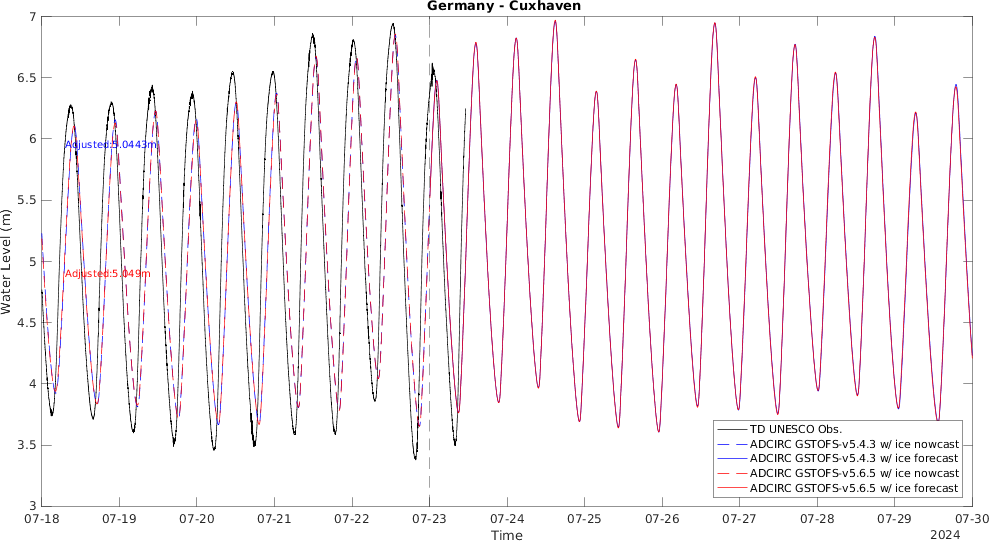 Germany - Cuxhaven
Water Level (m)
7
6.5
6
5.5
5
4.5
4
3.5
3
Adjusted:5.0443m
Adjusted:5.049m
TD UNESCO Obs.
ADCIRC GSTOFS-v5.4.3 w/ ice nowcast
ADCIRC GSTOFS-v5.4.3 w/ ice forecast
ADCIRC GSTOFS-v5.6.5 w/ ice nowcast
ADCIRC GSTOFS-v5.6.5 w/ ice forecast
07-18 07-19 07-20 07-21 07-22 07-23 07-24 07-25 07-26 07-27 07-28 07-29 07-30
Time
2024